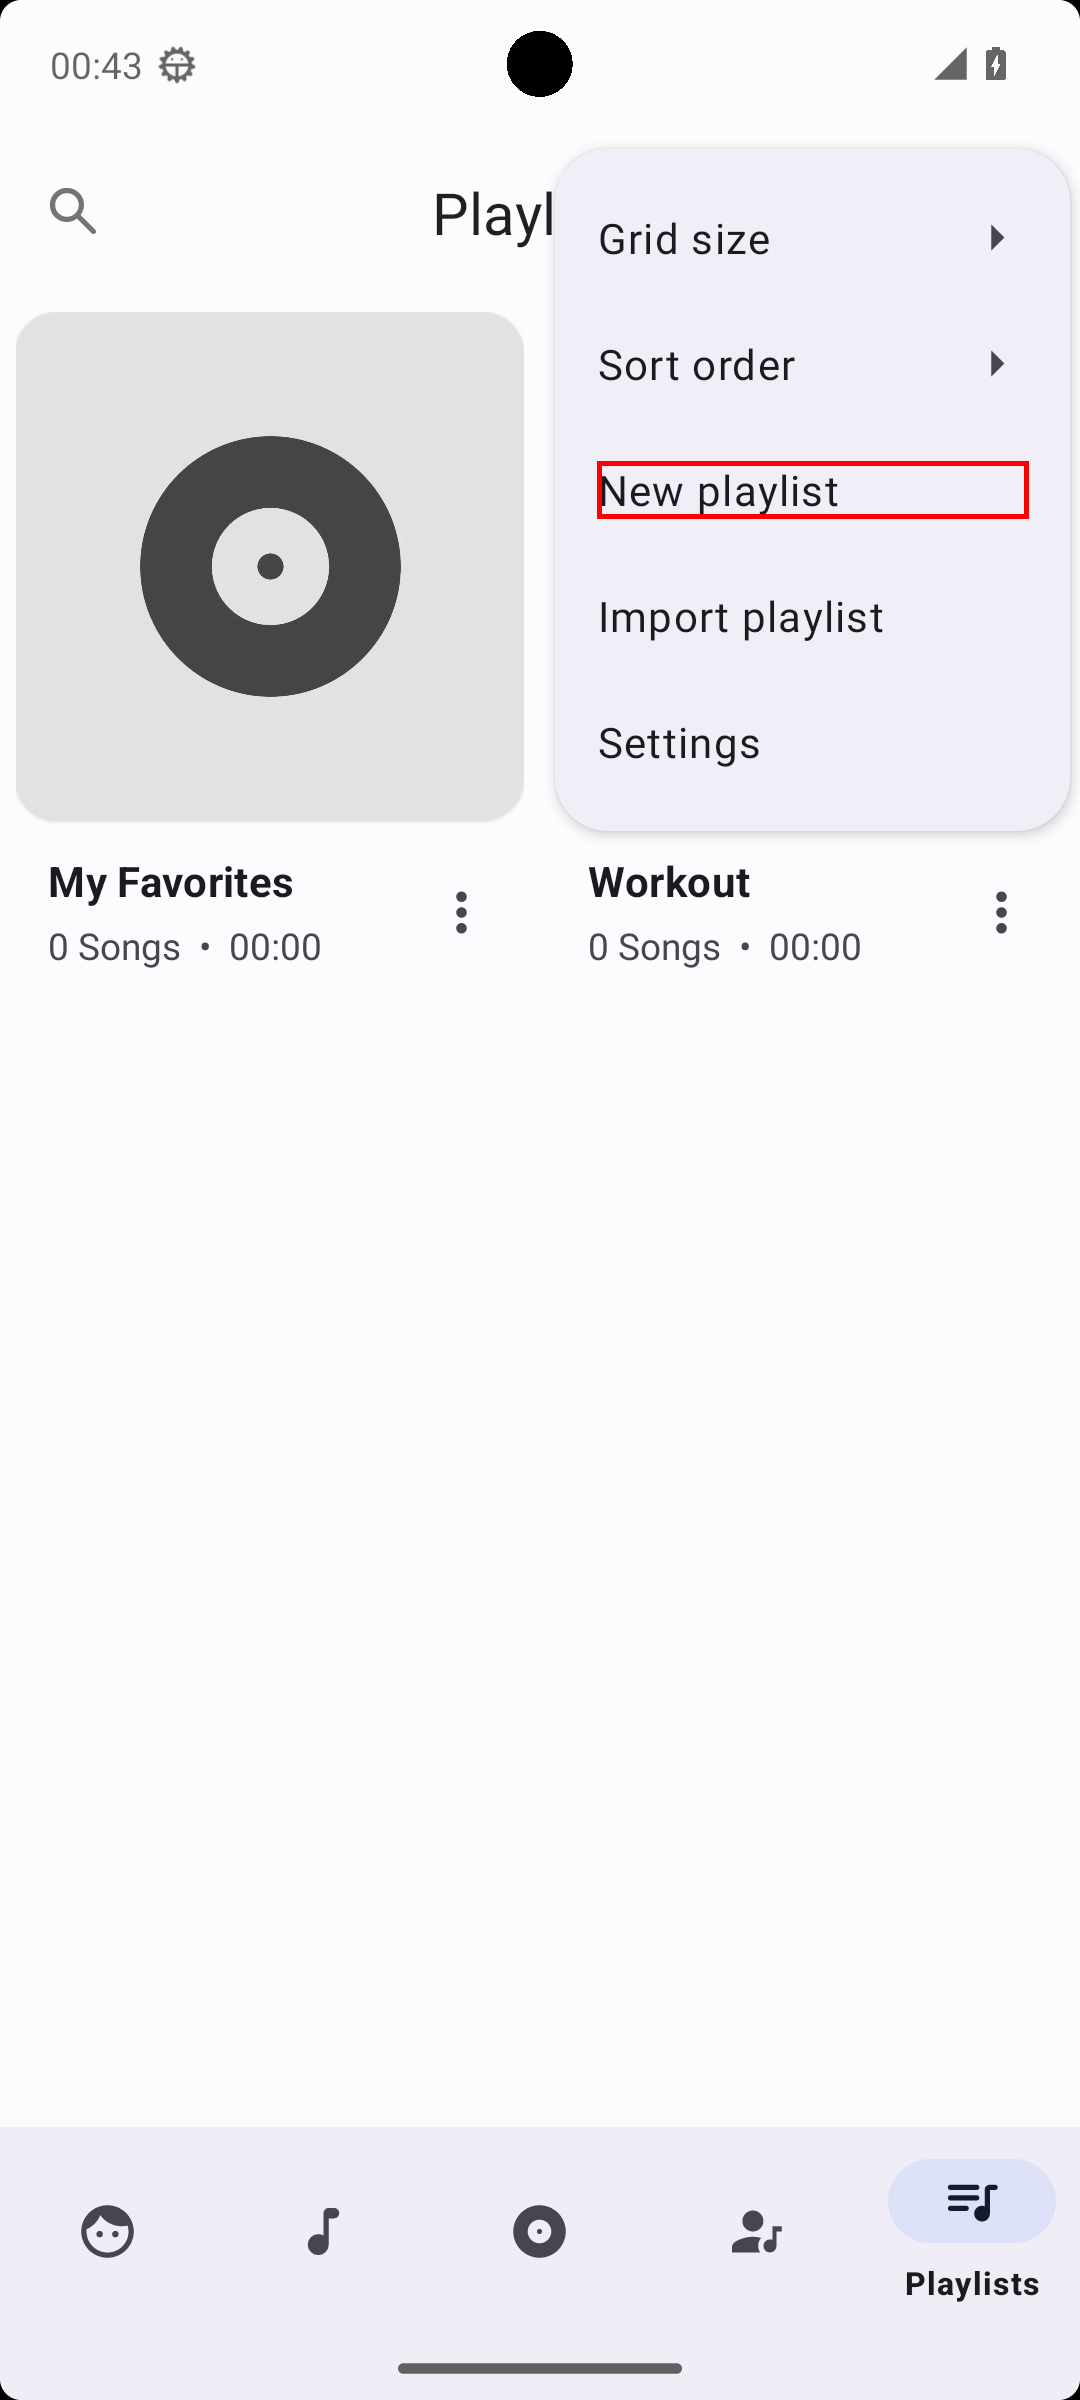 00:43
Playl
Grid size
Sort order
New playlist
Import playlist
Settings
My Favorites
0 Songs • 00:00
Workout
0 Songs • 00:00
Playlists